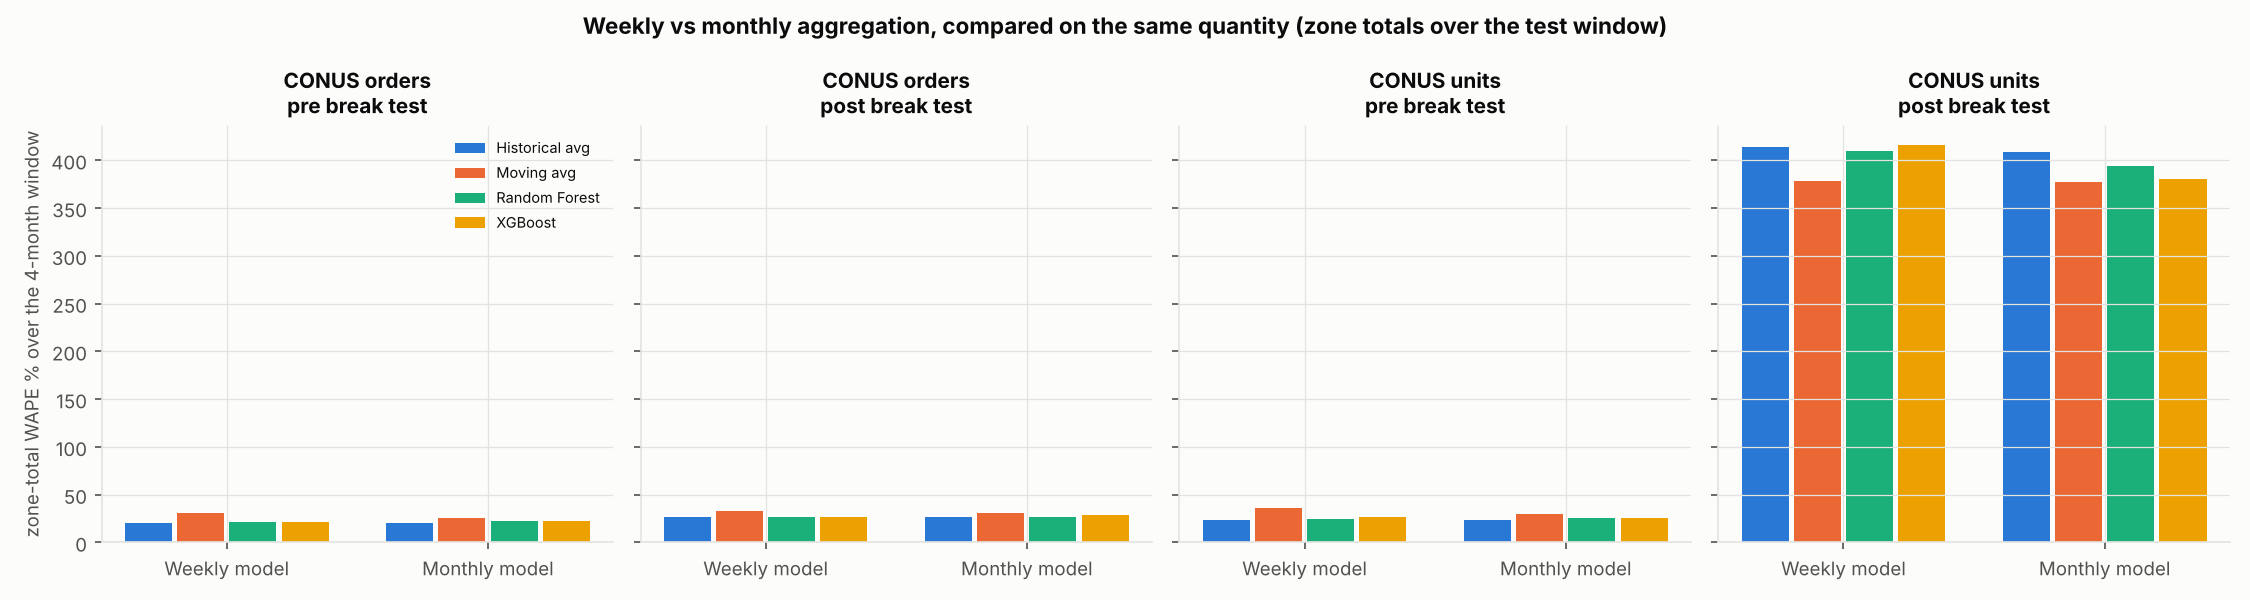 Weekly vs monthly aggregation, compared on the same quantity (zone totals over the test window)
CONUS orders
pre break test
CONUS orders
post break test
CONUS units
pre break test
CONUS units
post break test
zone-total WAPE % over the 4-month window
400
350
300
250
200
150
100
50
0
Historical avg
Moving avg
Random Forest
XGBoost
Weekly model
Monthly model
Weekly model
Monthly model
Weekly model
Monthly model
Weekly model
Monthly model